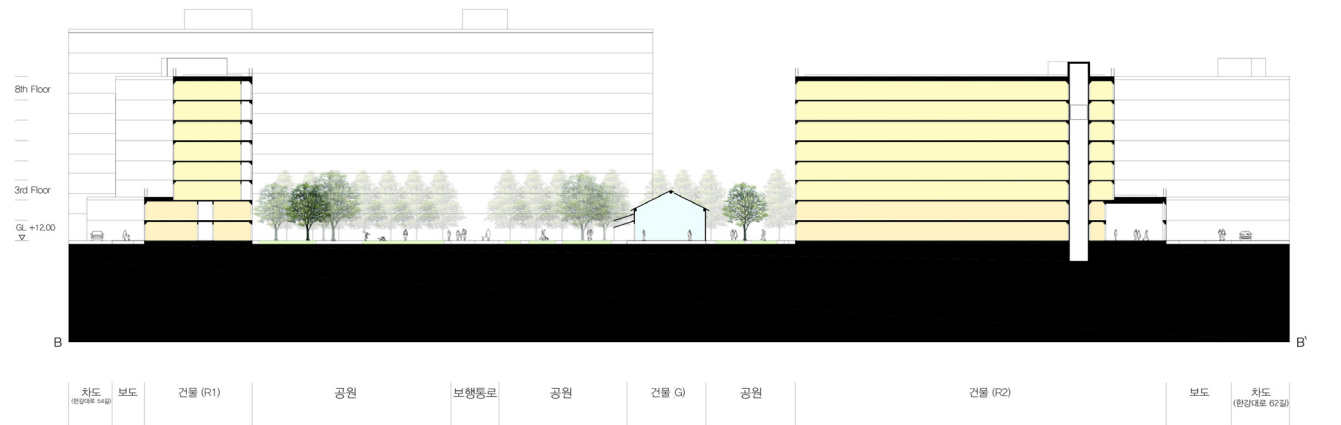 8th Floor
3rd Floor
GL +12.00
B
B`
차도
(한강대로 54길)
보도
건물 (R1)
공원
보행통로
공원
건물 G)
공원
건물 (R2)
보도
차도
(한강대로 62길)